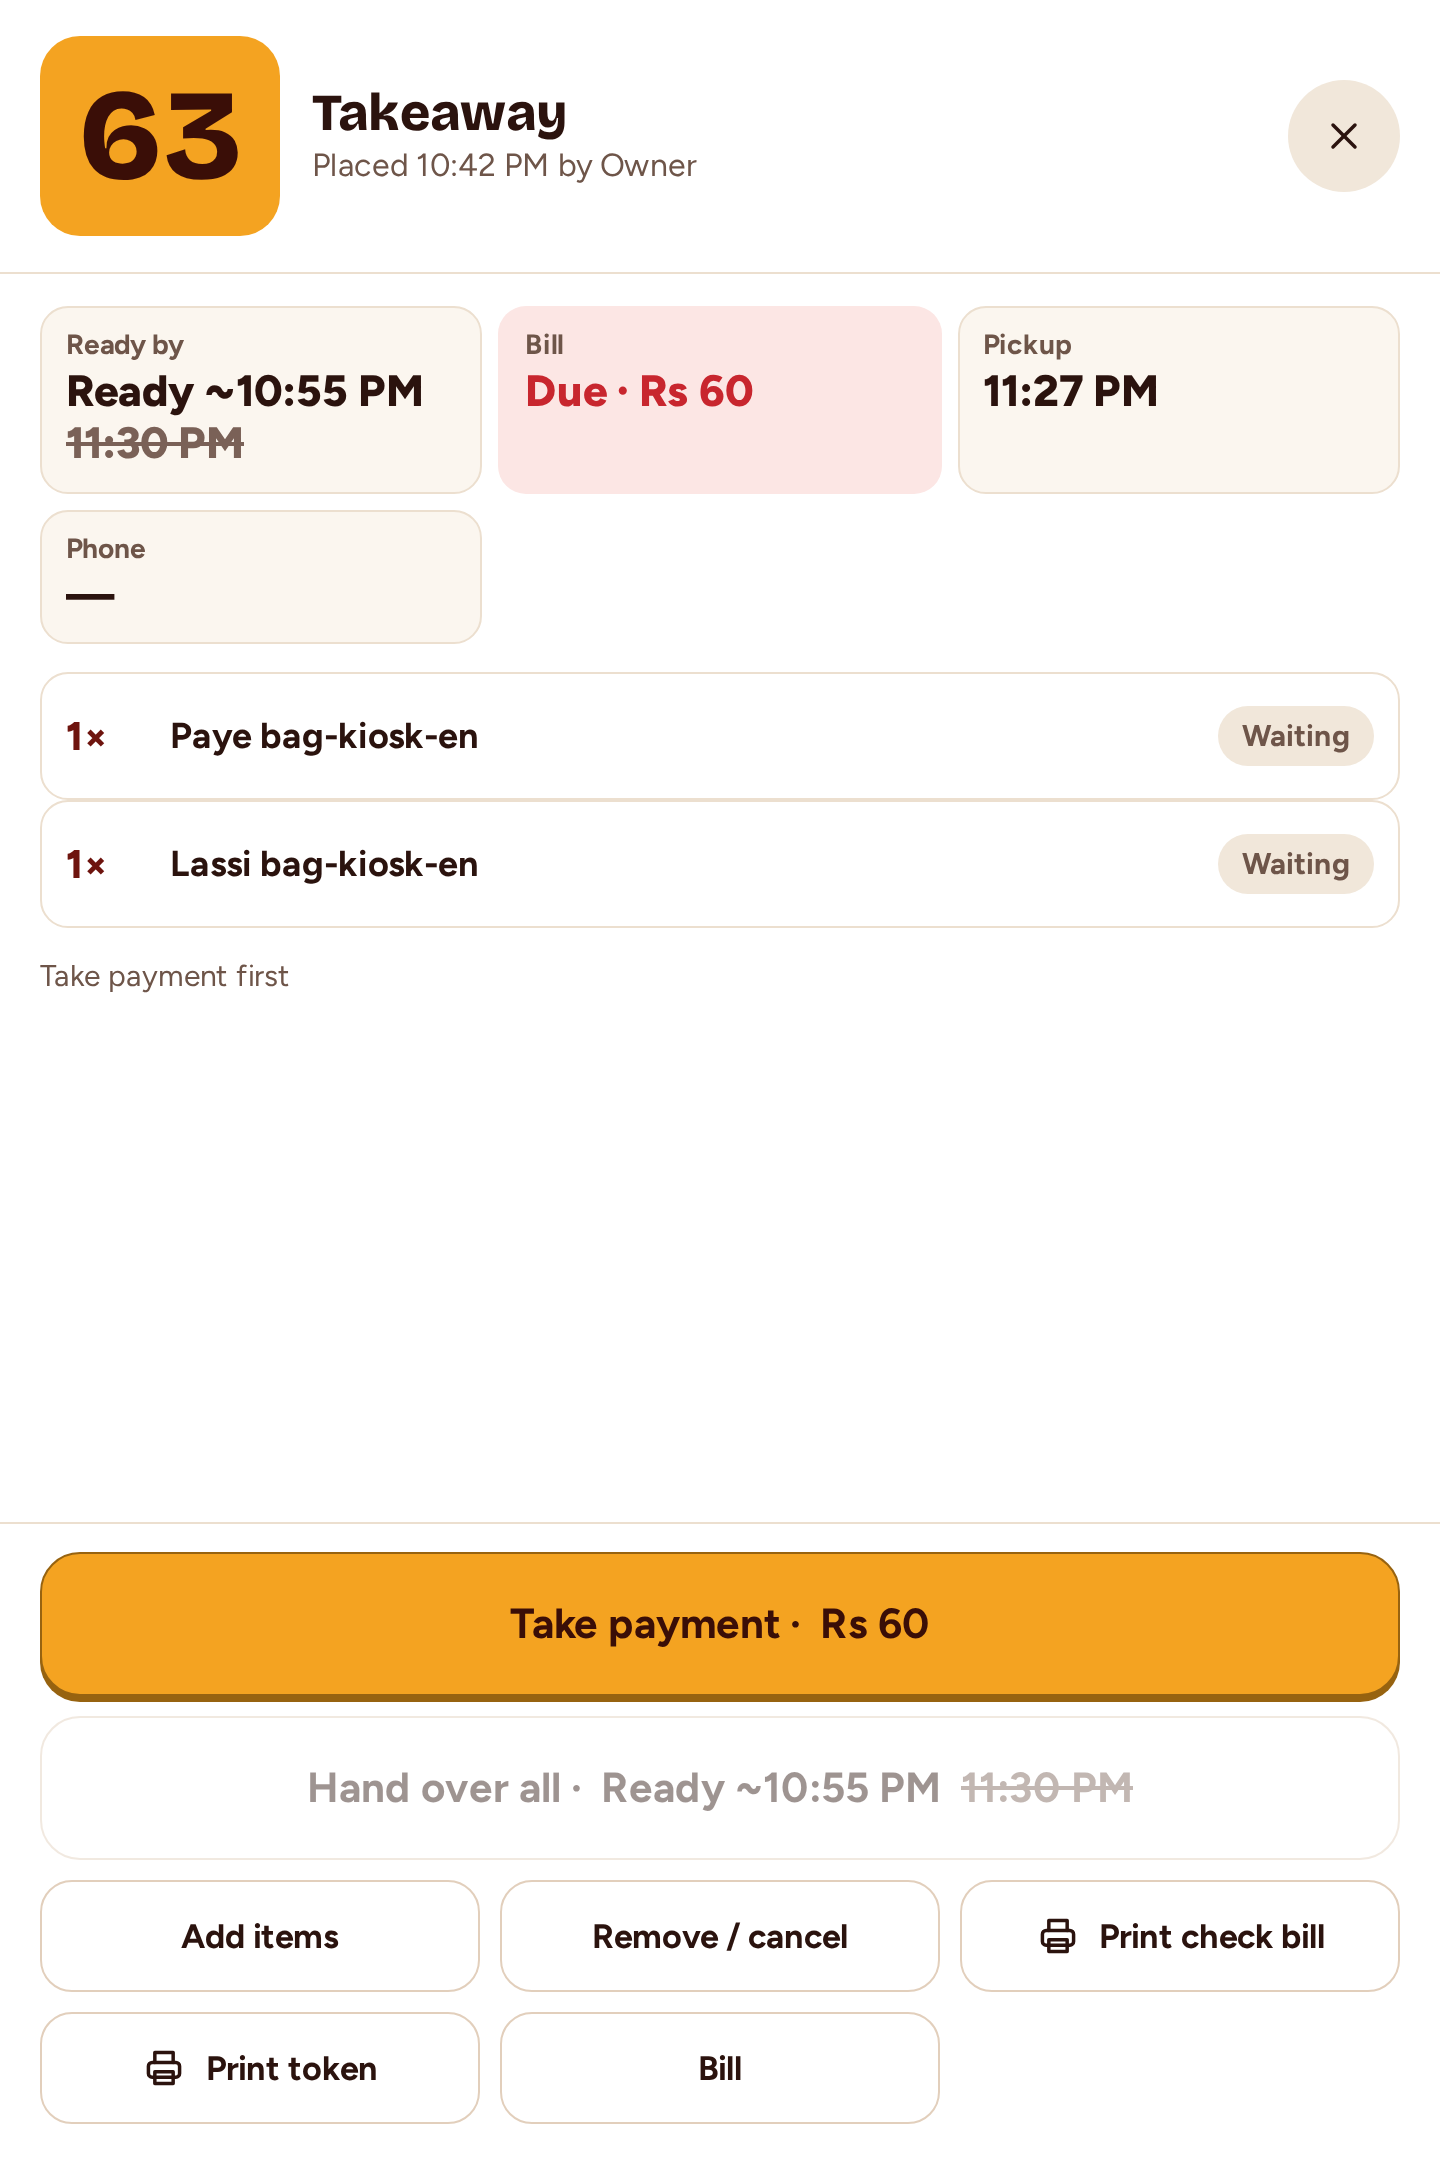 63
Takeaway
Placed 10:42 PM by Owner
Ready by
Ready ~10:55 PM
11:30 PM
Bill
Due · Rs 60
Pickup
11:27 PM
Phone
—
1× Paye bag-kiosk-en Waiting
1× Lassi bag-kiosk-en Waiting
Take payment first
Take payment · Rs 60
Hand over all · Ready ~10:55 PM 11:30 PM
Add items
Remove / cancel
Print check bill
Print token
Bill